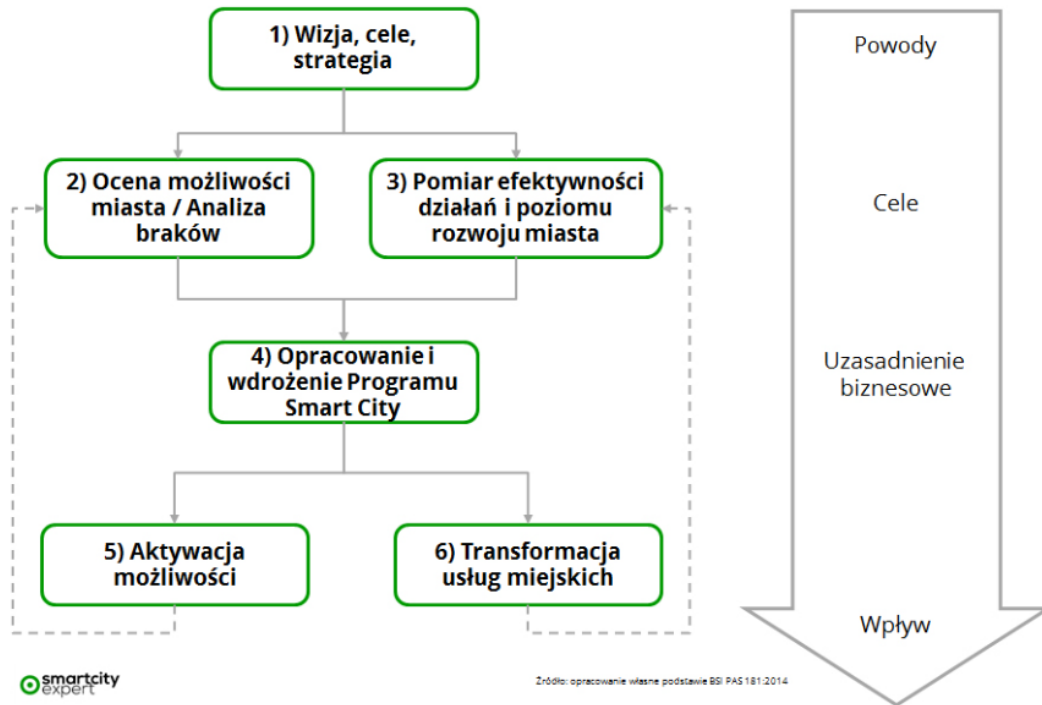 1) Wizja, cele,
strategia
Powody
2) Ocena możliwości
miasta / Analiza
braków
3) Pomiar efektywności
działań i poziomu
rozwoju miasta
Cele
4) Opracowanie i
wdrożenie Programu
Smart City
Uzasadnienie
biznesowe
5) Aktywacja
możliwości
6) Transformacja
usług miejskich
Wpływ
smartcity
expert
Źródło: opracowanie własne podstawie BSI PAS 181:2014